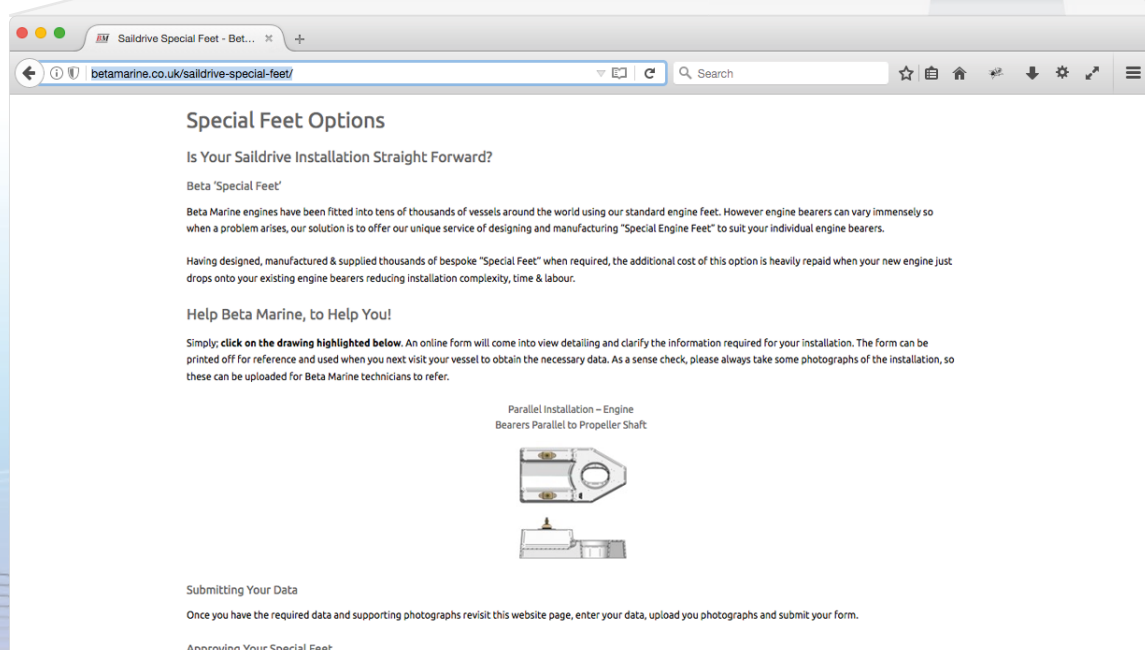 BM Saildrive Special Feet - Bet...
betamarine.co.uk/saildrive-special-feet/
Search
Special Feet Options
Is Your Saildrive Installation Straight Forward?
Beta ‘Special Feet’
Beta Marine engines have been fitted into tens of thousands of vessels around the world using our standard engine feet. However engine bearers can vary immensely so
when a problem arises, our solution is to offer our unique service of designing and manufacturing “Special Engine Feet” to suit your individual engine bearers.
Having designed, manufactured & supplied thousands of bespoke “Special Feet” when required, the additional cost of this option is heavily repaid when your new engine just
drops onto your existing engine bearers reducing installation complexity, time & labour.
Help Beta Marine, to Help You!
Simply; click on the drawing highlighted below. An online form will come into view detailing and clarify the information required for your installation. The form can be
printed off for reference and used when you next visit your vessel to obtain the necessary data. As a sense check, please always take some photographs of the installation, so
these can be uploaded for Beta Marine technicians to refer.
Parallel Installation – Engine
Bearers Parallel to Propeller Shaft
Submitting Your Data
Once you have the required data and supporting photographs revisit this website page, enter your data, upload you photographs and submit your form.
Approving Your Special Feet